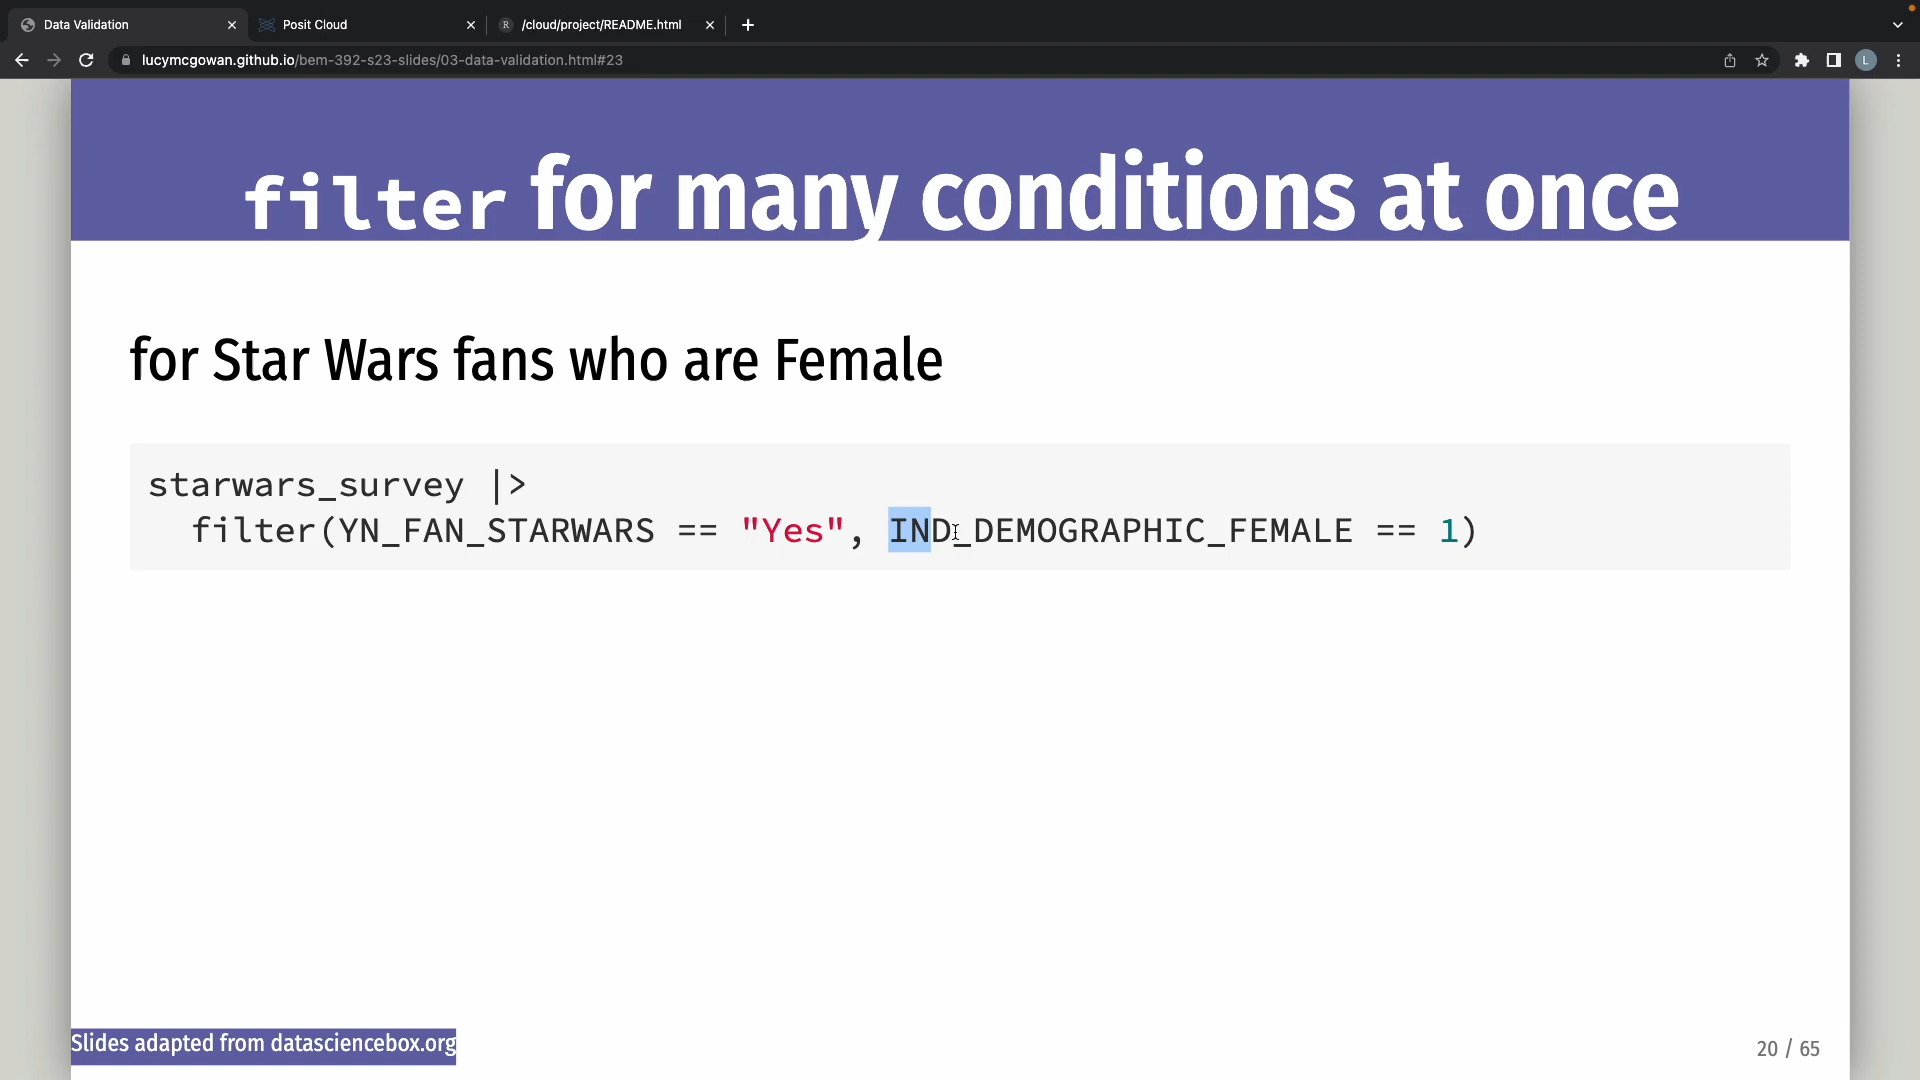 Data Validation
Posit Cloud
/cloud/project/README.html
lucymcgowan.github.io/bem-392-s23-slides/03-data-validation.html#23
L
filter for many conditions at once
for Star Wars fans who are Female
starwars_survey |>
filter(YN_FAN_STARWARS == "Yes", IND_DEMOGRAPHIC_FEMALE == 1)
Slides adapted from datasciencebox.org
20 / 65